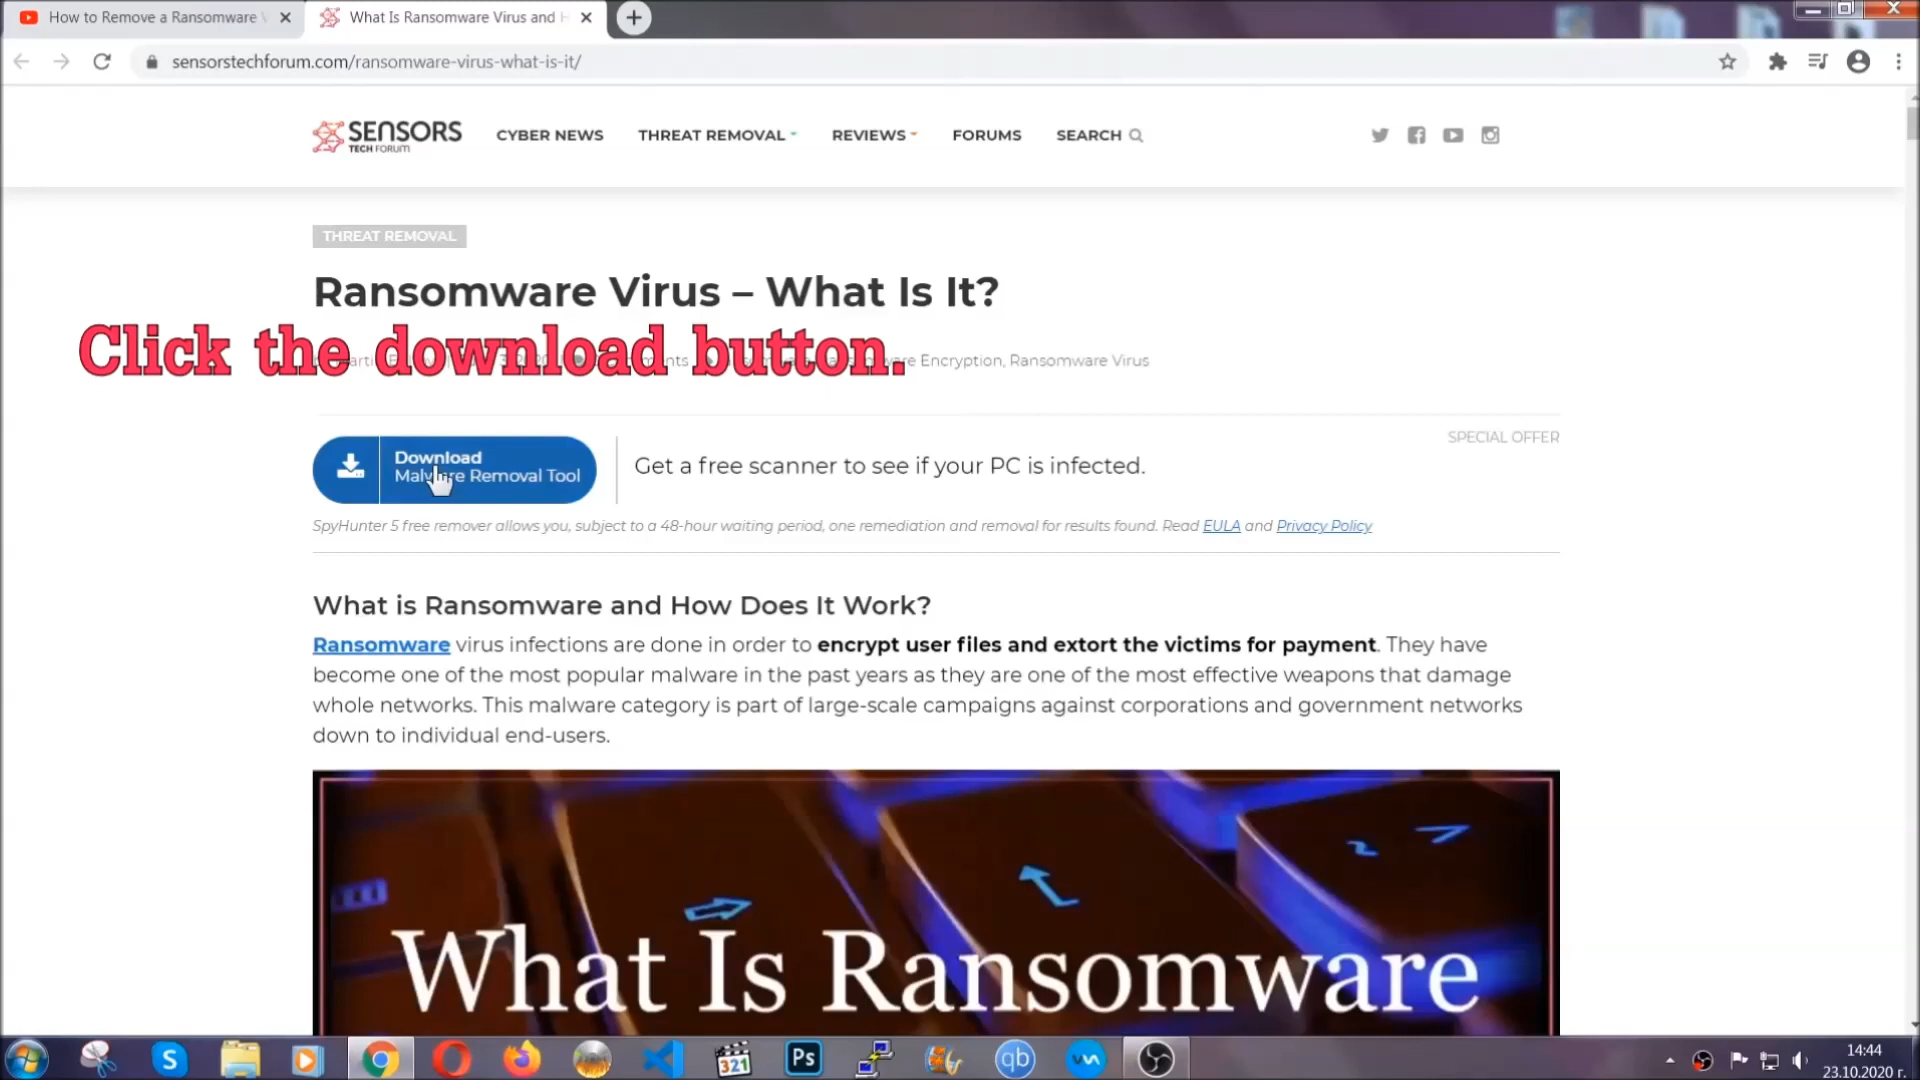 How to Remove a Ransomware V
What Is Ransomware Virus and H
sensorstechforum.com/ransomware-virus-what-is-it/
SENSORS
TECH FORUM
CYBER NEWS
THREAT REMOVAL
REVIEWS
FORUMS
SEARCH
THREAT REMOVAL
Ransomware Virus – What Is It?
Click the download button.
Encryption, Ransomware Virus
SPECIAL OFFER
Download
Malware Removal Tool
Get a free scanner to see if your PC is infected.
SpyHunter 5 free remover allows you, subject to a 48-hour waiting period, one remediation and removal for results found. Read EULA and Privacy Policy
What is Ransomware and How Does It Work?
Ransomware virus infections are done in order to encrypt user files and extort the victims for payment. They have
become one of the most popular malware in the past years as they are one of the most effective weapons that damage
whole networks. This malware category is part of large-scale campaigns against corporations and government networks
down to individual end-users.
What Is Ransomware
S
321
Ps
qb
14:44
23.10.2020 г.